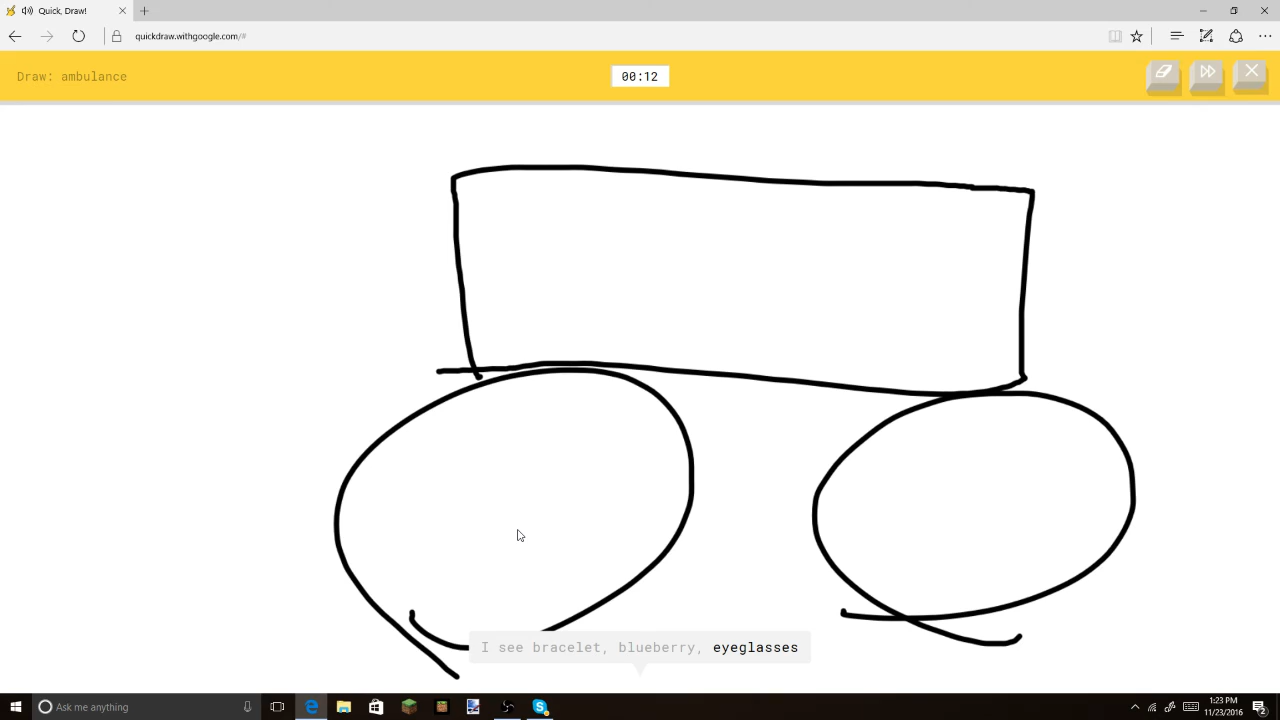 Quick, Draw!
quickdraw.withgoogle.com/#
Draw: ambulance
00:12
I see bracelet, blueberry, eyeglasses
Ask me anything
1:23 PM
11/23/2016
2